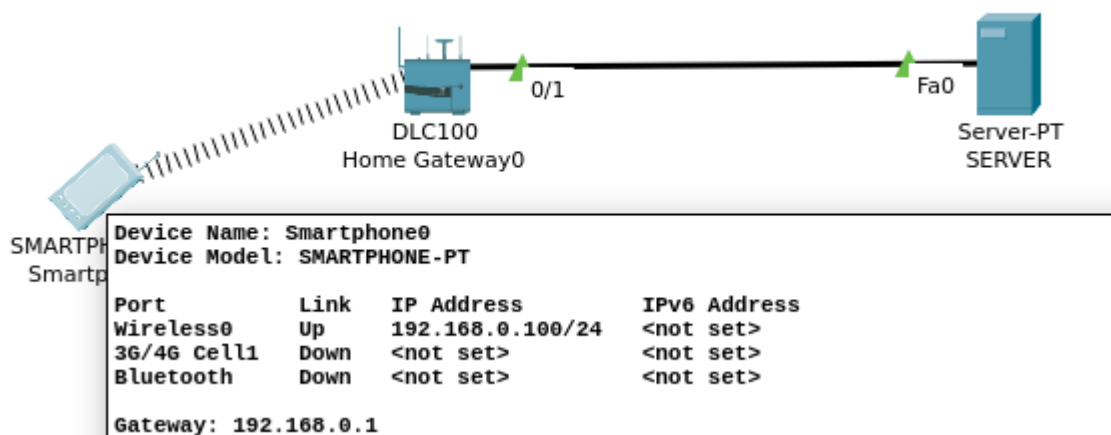 0/1
Fa0
DLC100
Home Gateway0
Server-PT
SERVER
SMARTPH
Smartp
Device Name: Smartphone0
Device Model: SMARTPHONE-PT
Port Link IP Address IPv6 Address
Wireless0 Up 192.168.0.100/24 <not set>
3G/4G Cell1 Down <not set> <not set>
Bluetooth Down <not set> <not set>
Gateway: 192.168.0.1